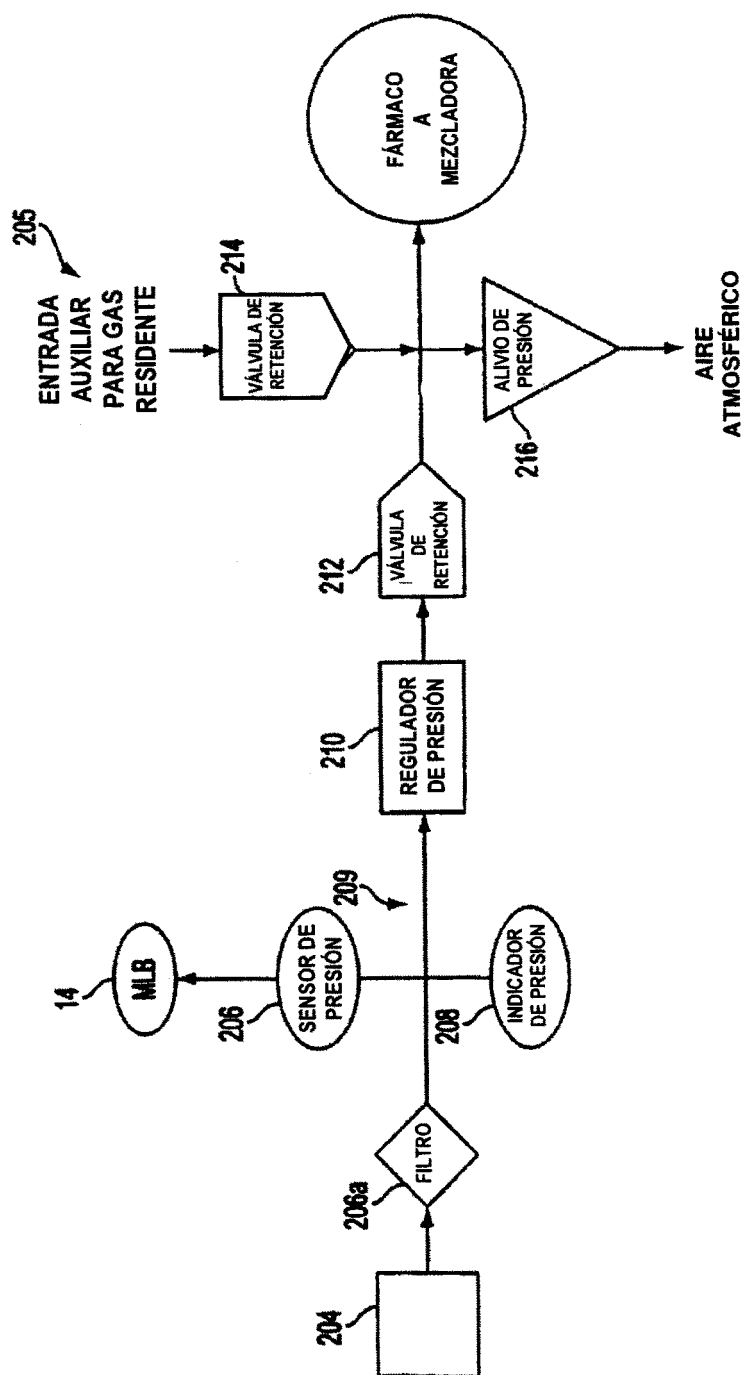 204
206a
FILTRO
14
MLB
206
SENSOR DE
PRESIÓN
208
INDICADOR
DE PRESIÓN
209
210
REGULADOR
DE PRESIÓN
212
VÁLVULA
DE
RETENCIÓN
205
ENTRADA
AUXILIAR
PARA GAS
RESIDENTE
214
VÁLVULA DE
RETENCIÓN
216
ALIVIO DE
PRESIÓN
AIRE
ATMOSFÉRICO
FÁRMACO
A
MEZCLADORA